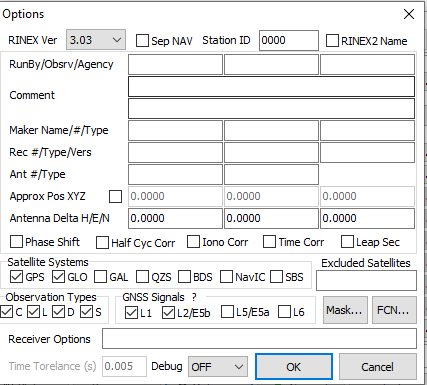 Options
RINEX Ver 3.03 Sep NAV Station ID 0000 RINEX2 Name
RunBy/Obsrv/Agency
Comment
Maker Name/#/Type
Rec #/Type/Vers
Ant #/Type
Approx Pos XYZ 0.0000 0.0000 0.0000
Antenna Delta H/E/N 0.0000 0.0000 0.0000
Phase Shift Half Cyc Corr Iono Corr Time Corr Leap Sec
Satellite Systems Excluded Satellites
GPS GLO GAL QZS BDS NavIC SBS
Observation Types GNSS Signals ?
C L D S L1 L2/E5b L5/E5a L6 Mask... FCN...
Receiver Options
Time Torelance (s) 0.005 Debug OFF OK Cancel